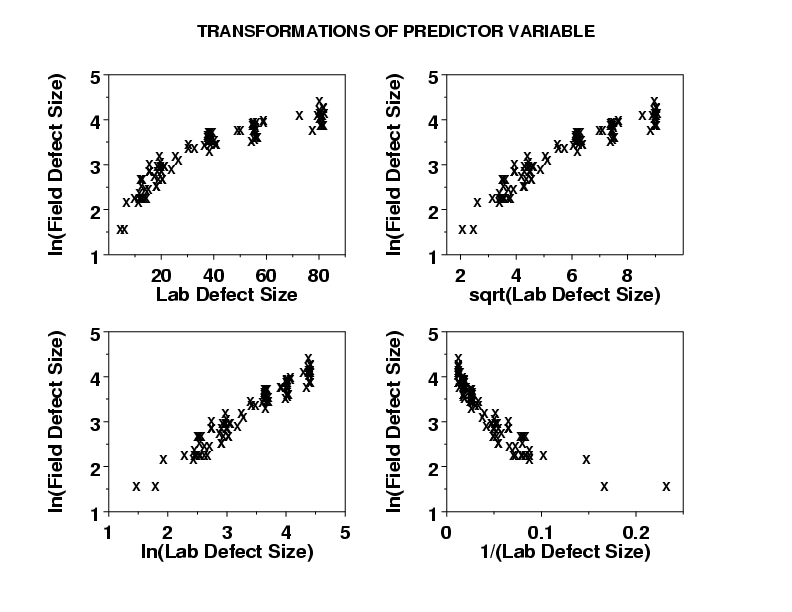 TRANSFORMATIONS OF PREDICTOR VARIABLE
ln(Field Defect Size)
5
4
3
2
1
20 40 60 80
Lab Defect Size
ln(Field Defect Size)
5
4
3
2
1
2 4 6 8
sqrt(Lab Defect Size)
ln(Field Defect Size)
5
4
3
2
1
1 2 3 4 5
ln(Lab Defect Size)
ln(Field Defect Size)
5
4
3
2
1
0 0.1 0.2
1/(Lab Defect Size)